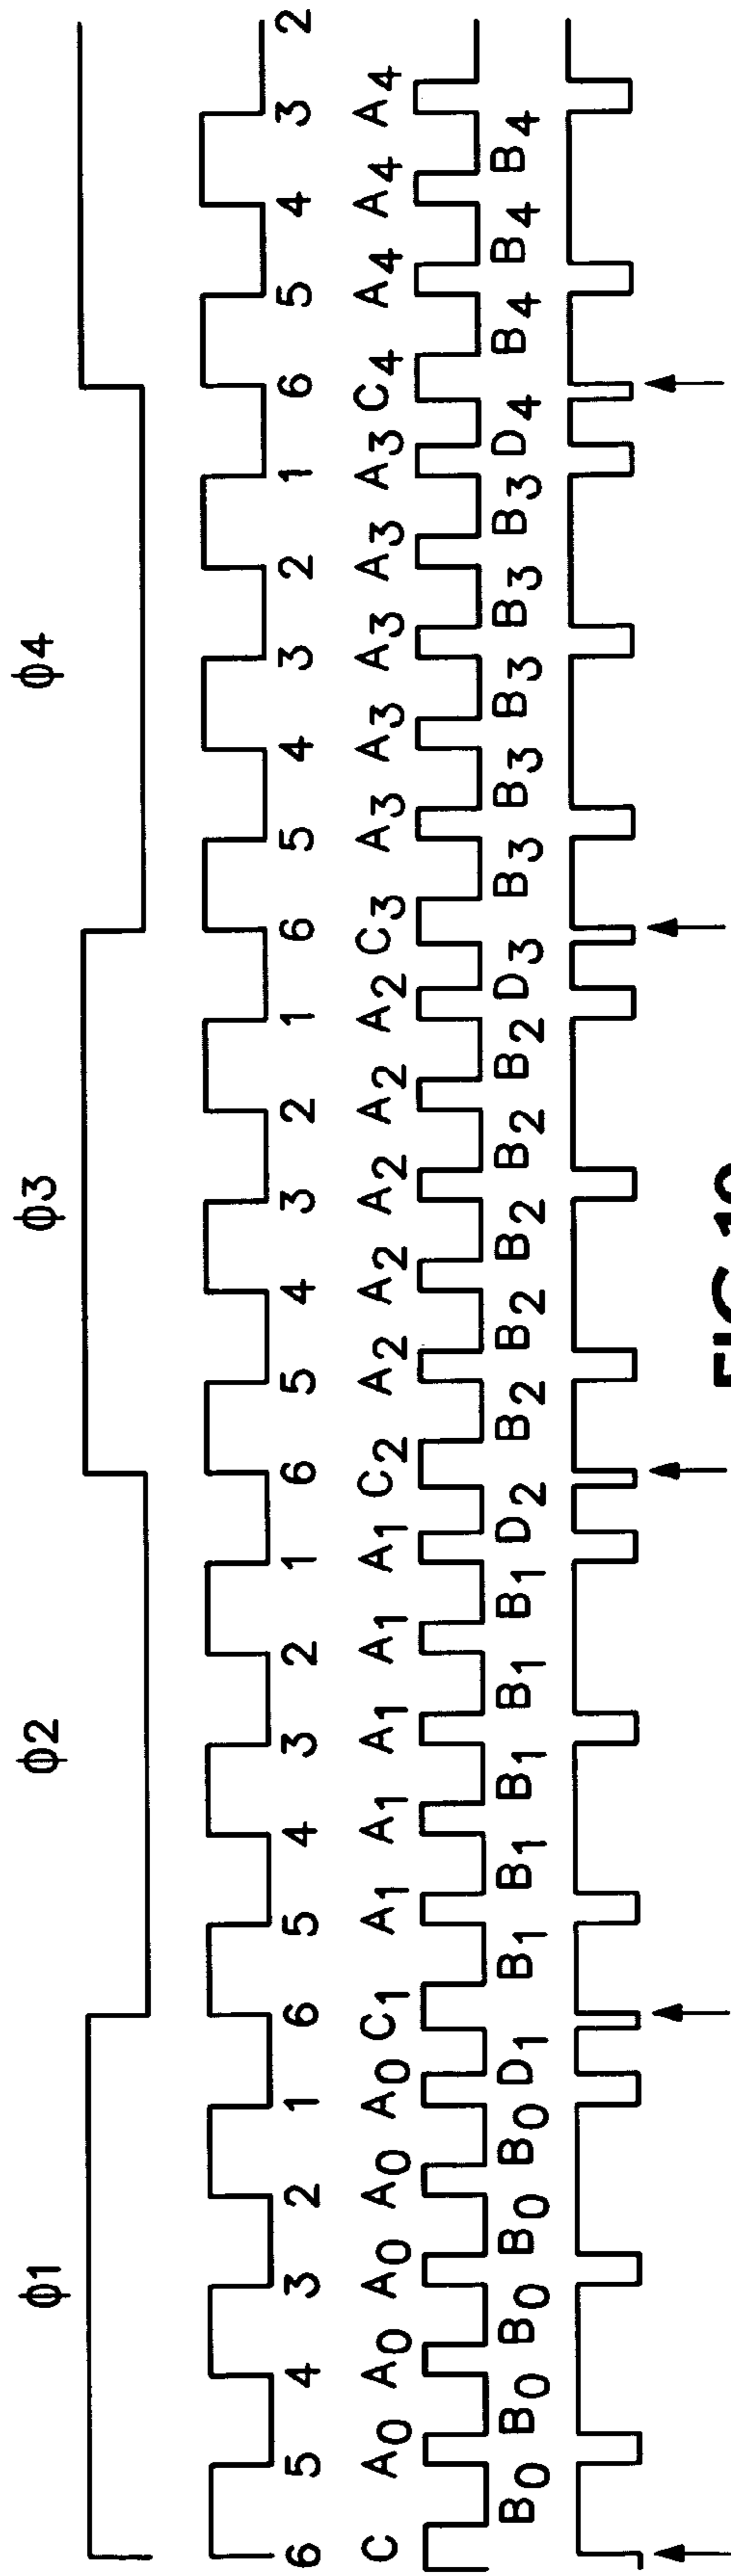 ϕ1 ϕ2 ϕ3 ϕ4
6 5 4 3 2 1 6 5 4 3 2 1 6 5 4 3 2 1 6 5 4 3 2 1 6 5 4 3 2
C A0 A0 A0 A0 A0 C1 A1 A1 A1 A1 A1 C2 A2 A2 A2 A2 A2 C3 A3 A3 A3 A3 A3 C4 A4 A4 A4
B0 B0 B0 B0 B0 D1 B1 B1 B1 B1 B1 D2 B2 B2 B2 B2 B2 D3 B3 B3 B3 B3 B3 D4 B4 B4 B4
FIG